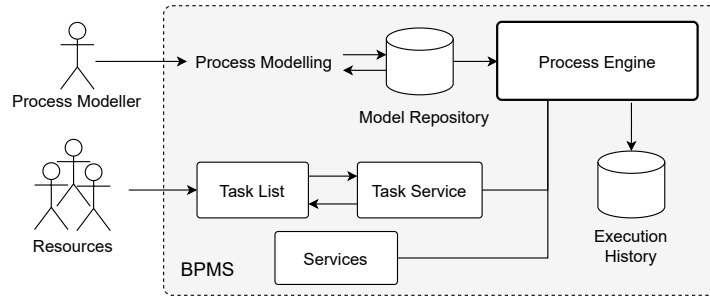 Process Modelling
Process Engine
Process Modeller
Model Repository
Task List
Task Service
Execution
History
Resources
Services
BPMS